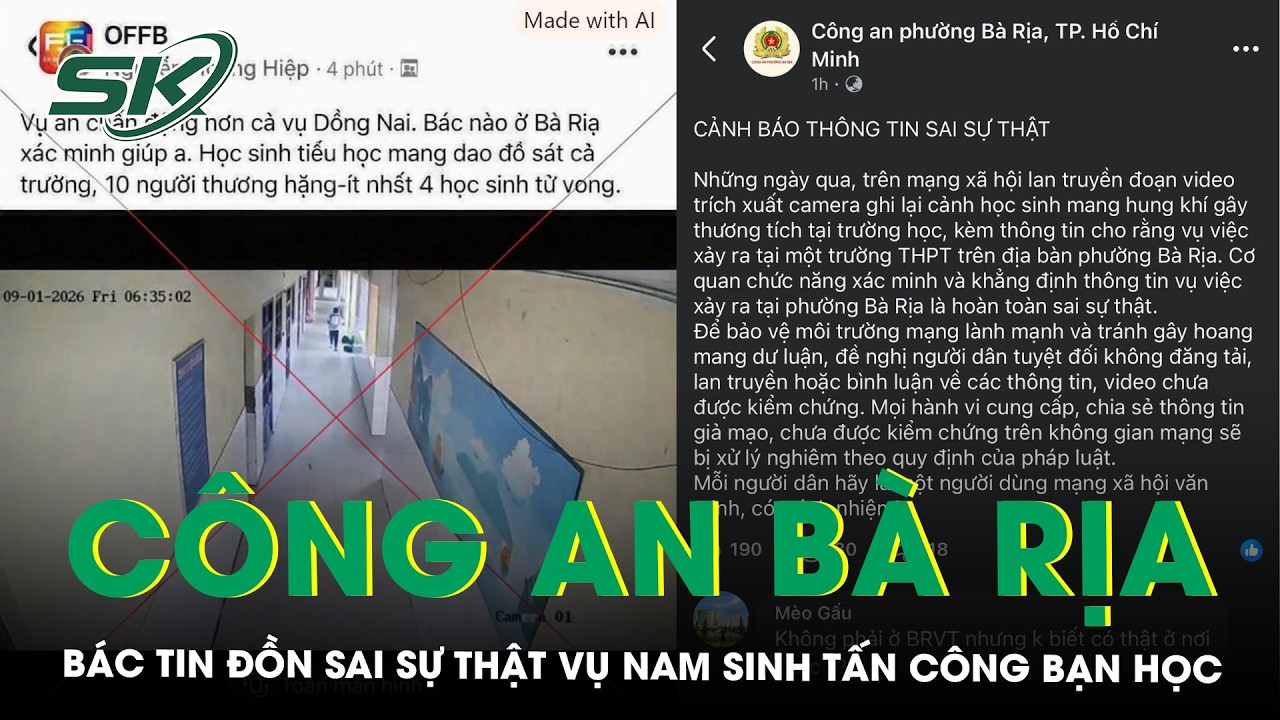 Made with AI
OFFB
Hiệp · 4 phút ·
SK
Vụ án chấn động hơn cả vụ Dồng Nai. Bác nào ở Bà Rịa
xác minh giúp a. Học sinh tiểu học mang dao đồ sát cả
trường, 10 người thương hặng-ít nhất 4 học sinh tử vong.
09-01-2026 Fri 06:35:02
Camera 01
Công an phường Bà Rịa, TP. Hồ Chí
Minh
1h ·
CẢNH BÁO THÔNG TIN SAI SỰ THẬT
Những ngày qua, trên mạng xã hội lan truyền đoạn video
trích xuất camera ghi lại cảnh học sinh mang hung khí gây
thương tích tại trường học, kèm thông tin cho rằng vụ việc
xảy ra tại một trường THPT trên địa bàn phường Bà Rịa. Cơ
quan chức năng xác minh và khẳng định thông tin vụ việc
xảy ra tại phường Bà Rịa là hoàn toàn sai sự thật.
Để bảo vệ môi trường mạng lành mạnh và tránh gây hoang
mang dư luận, đề nghị người dân tuyệt đối không đăng tải,
lan truyền hoặc bình luận về các thông tin, video chưa
được kiểm chứng. Mọi hành vi cung cấp, chia sẻ thông tin
giả mạo, chưa được kiểm chứng trên không gian mạng sẽ
bị xử lý nghiêm theo quy định của pháp luật.
Mỗi người dân hãy là một người dùng mạng xã hội văn
190
Mèo Gấu
Không phải ở BRVT nhưng k biết có thật ở nơi
CÔNG AN BÀ RỊA
BÁC TIN ĐỒN SAI SỰ THẬT VỤ NAM SINH TẤN CÔNG BẠN HỌC
Toàn màn hình